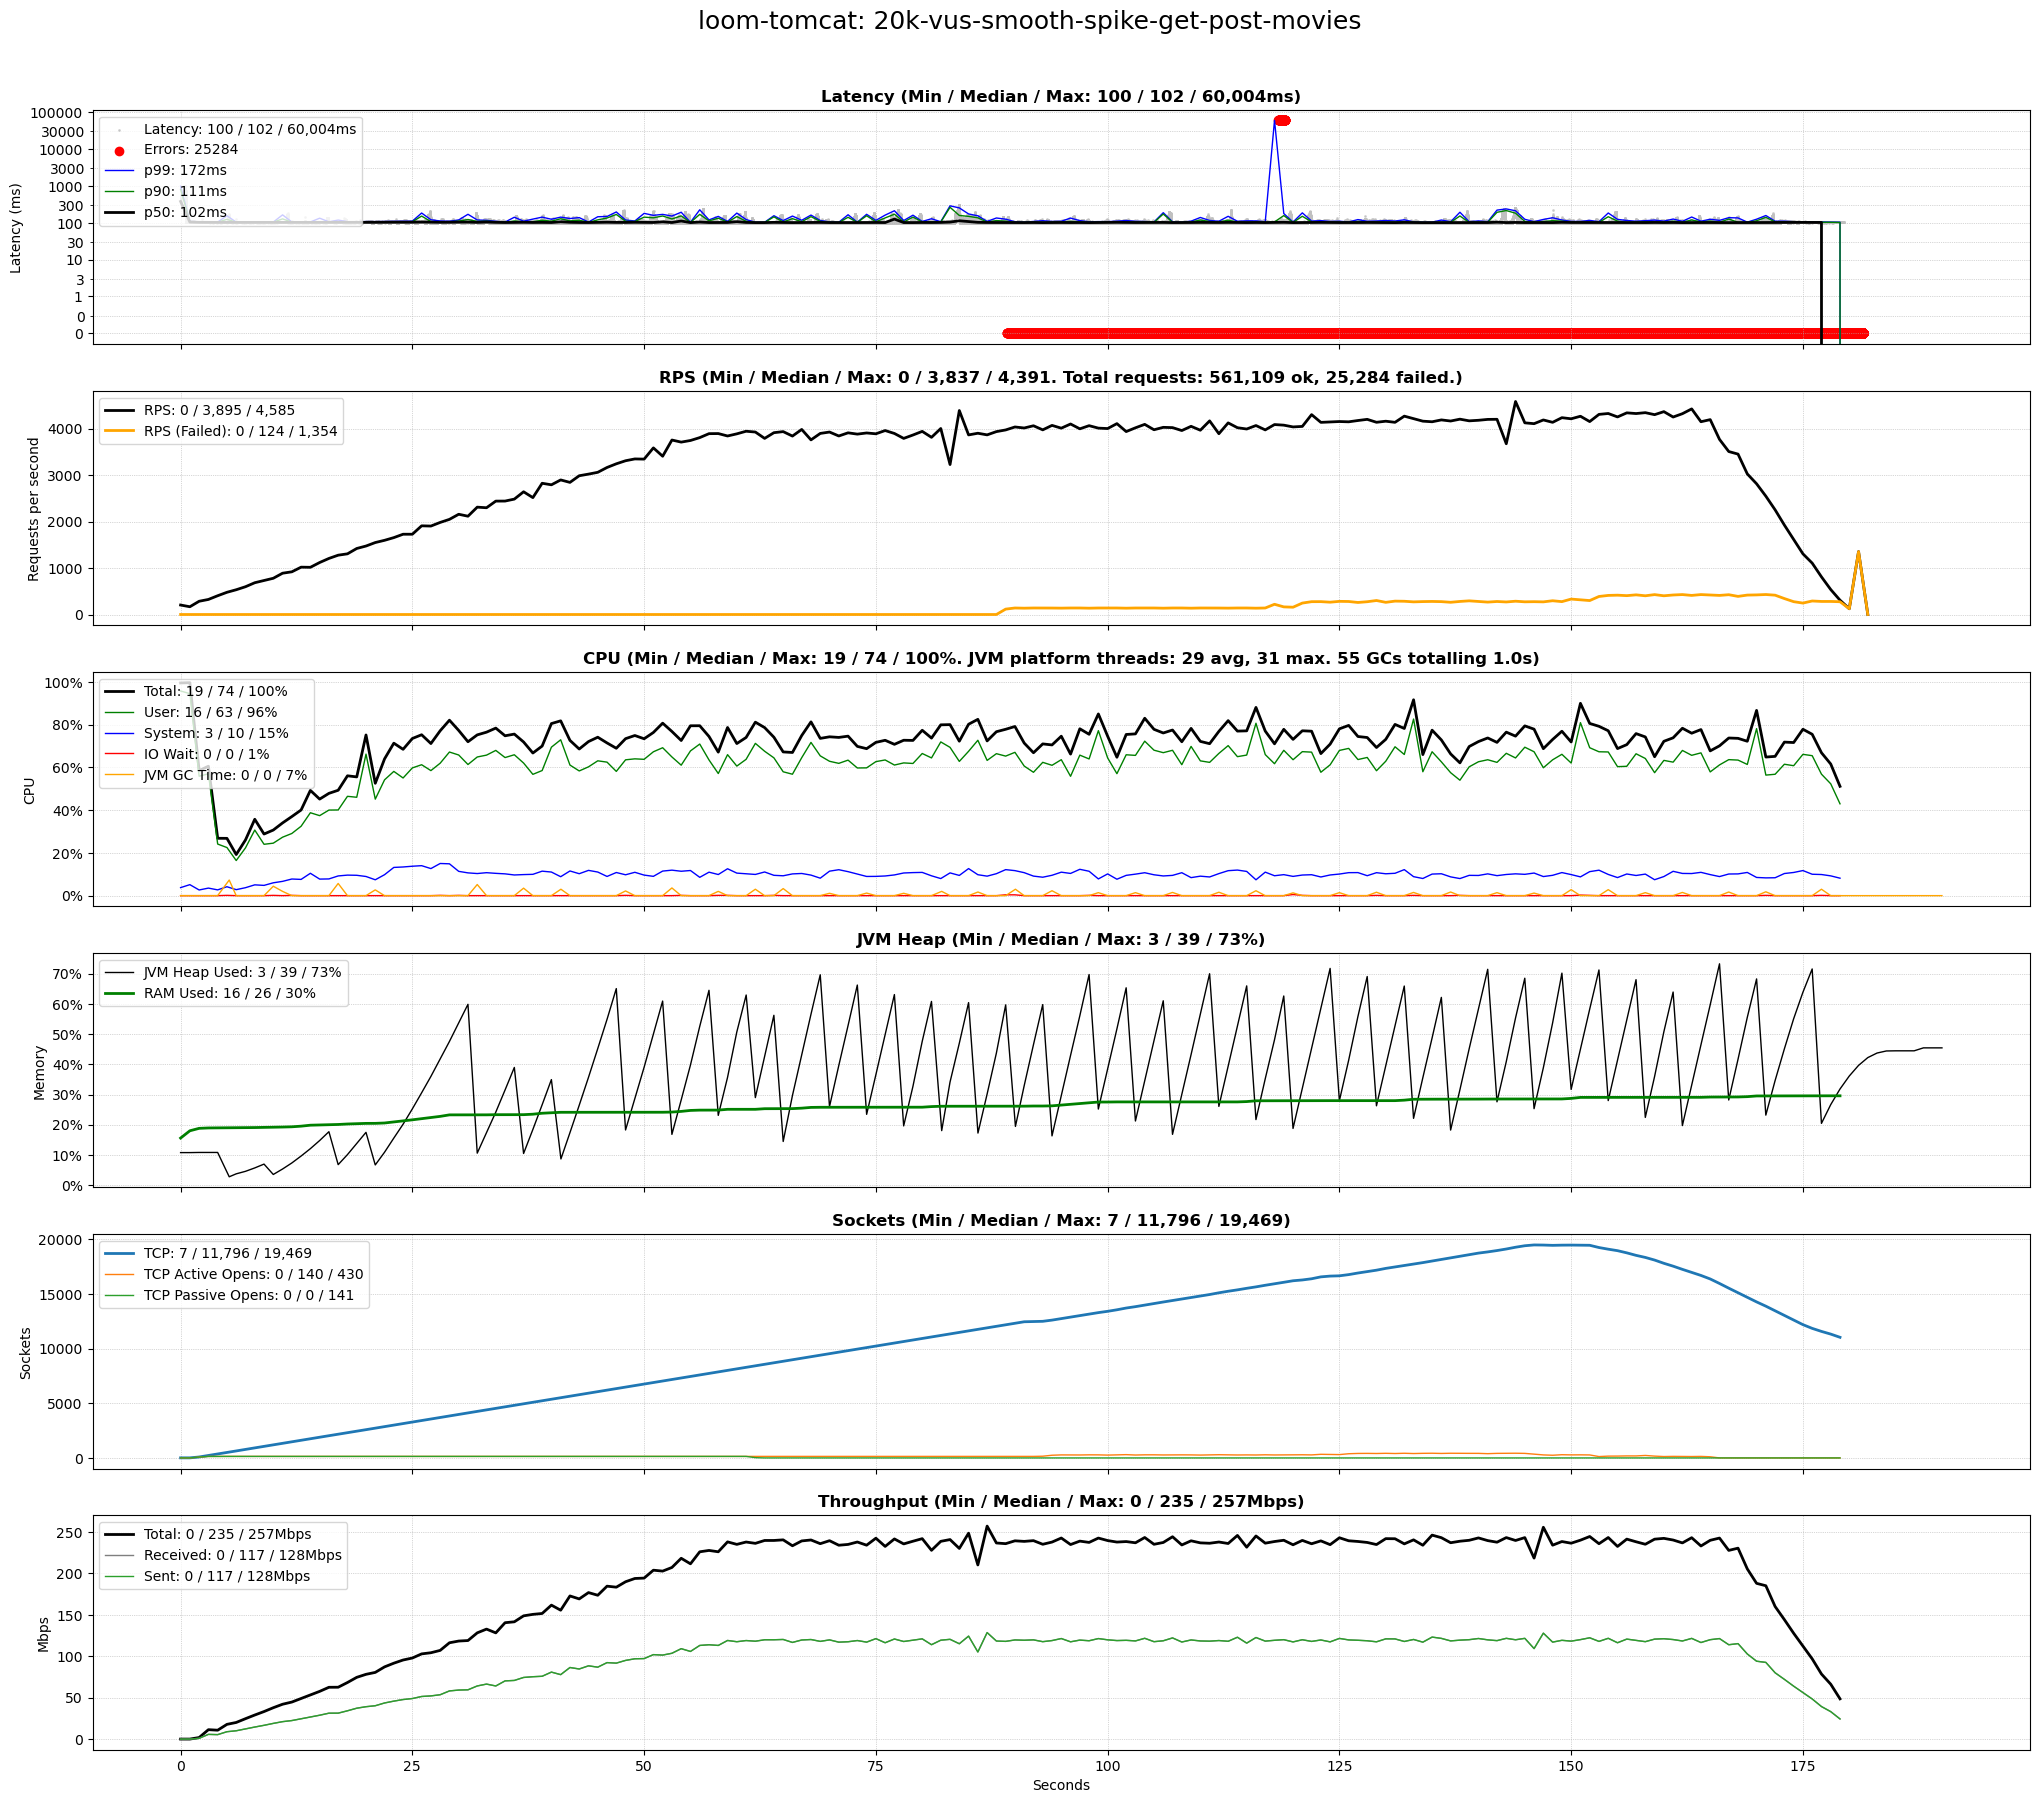 loom-tomcat: 20k-vus-smooth-spike-get-post-movies
Latency (Min / Median / Max: 100 / 102 / 60,004ms)
Latency (ms)
100000
30000
10000
3000
1000
300
100
30
10
3
1
0
0
Latency: 100 / 102 / 60,004ms
Errors: 25284
p99: 172ms
p90: 111ms
p50: 102ms
RPS (Min / Median / Max: 0 / 3,837 / 4,391. Total requests: 561,109 ok, 25,284 failed.)
Requests per second
4000
3000
2000
1000
0
RPS: 0 / 3,895 / 4,585
RPS (Failed): 0 / 124 / 1,354
CPU (Min / Median / Max: 19 / 74 / 100%. JVM platform threads: 29 avg, 31 max. 55 GCs totalling 1.0s)
CPU
100%
80%
60%
40%
20%
0%
Total: 19 / 74 / 100%
User: 16 / 63 / 96%
System: 3 / 10 / 15%
IO Wait: 0 / 0 / 1%
JVM GC Time: 0 / 0 / 7%
JVM Heap (Min / Median / Max: 3 / 39 / 73%)
Memory
70%
60%
50%
40%
30%
20%
10%
0%
JVM Heap Used: 3 / 39 / 73%
RAM Used: 16 / 26 / 30%
Sockets (Min / Median / Max: 7 / 11,796 / 19,469)
Sockets
20000
15000
10000
5000
0
TCP: 7 / 11,796 / 19,469
TCP Active Opens: 0 / 140 / 430
TCP Passive Opens: 0 / 0 / 141
Throughput (Min / Median / Max: 0 / 235 / 257Mbps)
Mbps
250
200
150
100
50
0
Total: 0 / 235 / 257Mbps
Received: 0 / 117 / 128Mbps
Sent: 0 / 117 / 128Mbps
0 25 50 75 100 125 150 175
Seconds